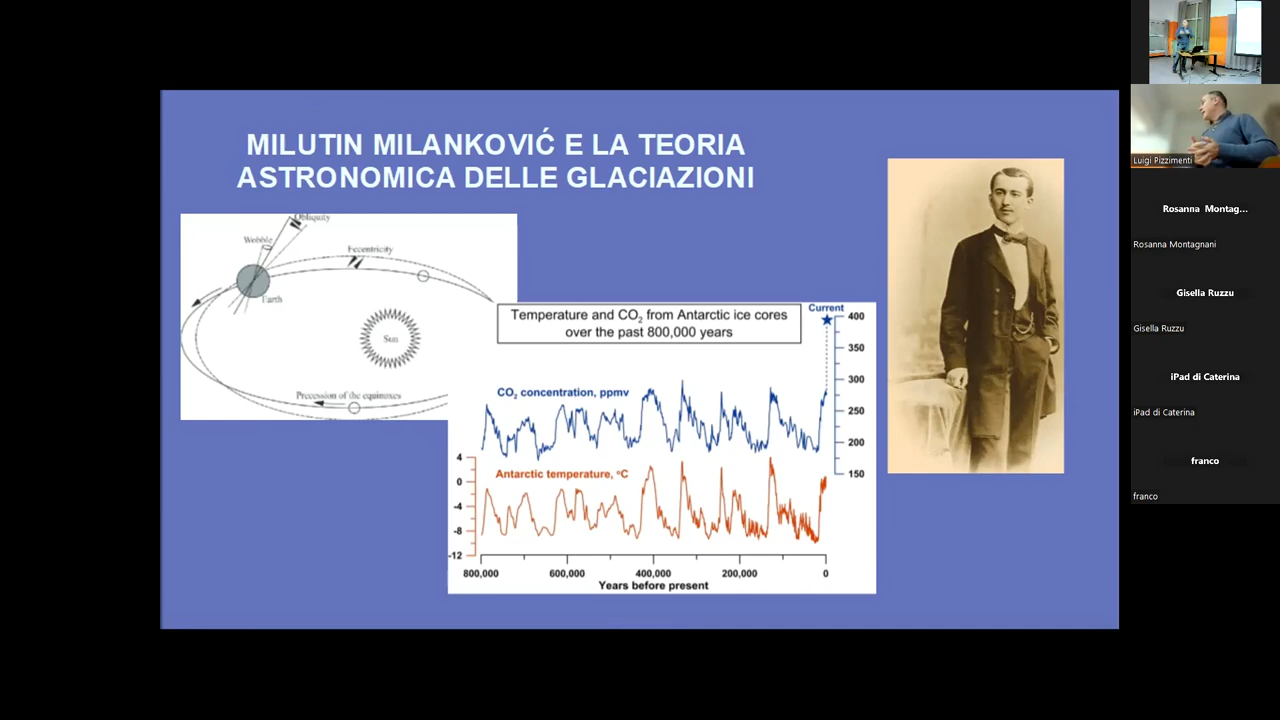 MILUTIN MILANKOVIĆ E LA TEORIA
ASTRONOMICA DELLE GLACIAZIONI
Obliquity
Wobble
Eccentricity
Earth
Sun
Precession of the equinoxes
Temperature and CO₂ from Antarctic ice cores
over the past 800,000 years
Current
400
350
300
250
200
150
CO₂ concentration, ppmv
Antarctic temperature, °C
4
0
-4
-8
-12
800,000
600,000
400,000
200,000
0
Years before present
Luigi Pizzimenti
Rosanna Montag...
Rosanna Montagnani
Gisella Ruzzu
Gisella Ruzzu
iPad di Caterina
iPad di Caterina
franco
franco